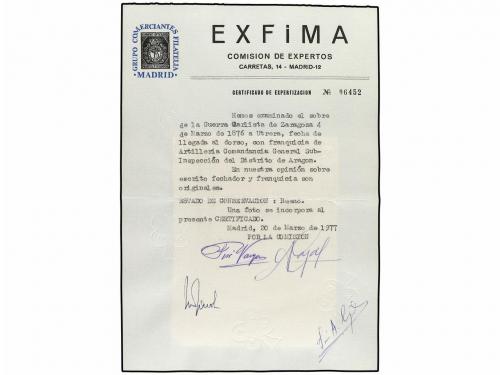 GRUPO COMERCIANTES FILATELIA
MADRID
EXFiMA
COMISION DE EXPERTOS
CARRETAS, 14 - MADRID-12
CERTIFICADO DE EXPERTIZACION № 06452
Hemos examinado el sobre
de la Guerra Carlista de Zaragoza 4
de Marzo de 1876 a Utrera, fecha de
llegada al dorso, con franquicia de
Artilleria Comandancia General Sub-
Inspección del Distrito de Aragon.
En nuestra opinión sobre
escrito fechador y franquicia son
originales.
ESTADO DE CONSERVACION : Bueno.
Una foto se incorpora al
presente CERTIFICADO.
Madrid, 20 de Marzo de 1977
POR LA COMISIÓN